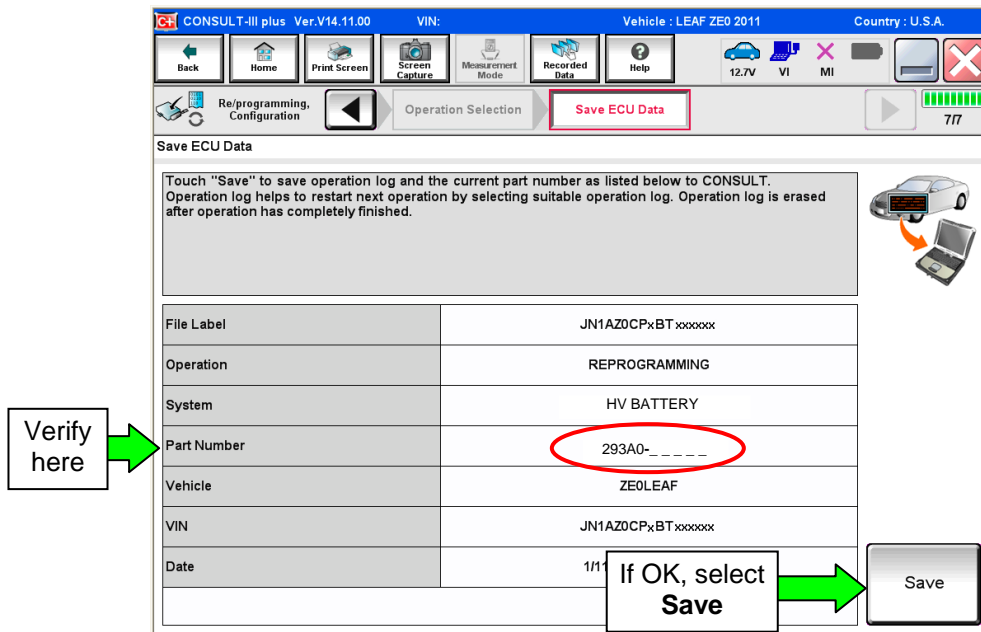 C+ CONSULT-III plus Ver.V14.11.00 VIN: Vehicle : LEAF ZE0 2011 Country : U.S.A.
Back Home Print Screen Screen Capture Measurement Mode Recorded Data Help 12.7V VI MI
Re/programming, Configuration Operation Selection Save ECU Data 7/7
Save ECU Data
Touch "Save" to save operation log and the current part number as listed below to CONSULT.
Operation log helps to restart next operation by selecting suitable operation log. Operation log is erased
after operation has completely finished.
File Label JN1AZ0CPxBTxxxxxx
Operation REPROGRAMMING
System HV BATTERY
Verify here
Part Number 293A0-_ _ _ _ _
Vehicle ZE0LEAF
VIN JN1AZ0CPxBTxxxxxx
Date 1/11
If OK, select
Save
Save